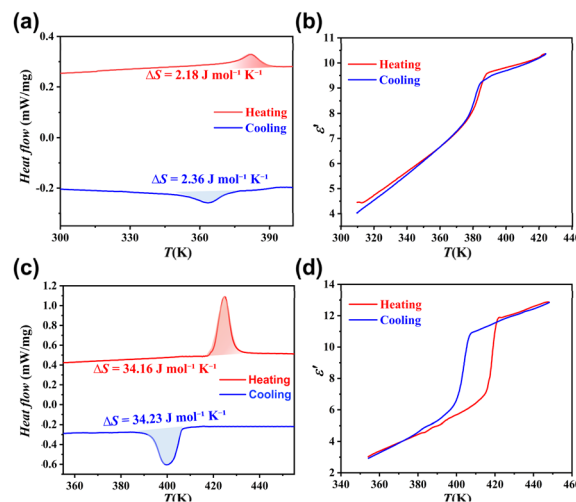 (a)
0.4
0.2
0.0
-0.2
-0.4
Heat flow (mW/mg)
ΔS = 2.18 J mol⁻¹ K⁻¹
Heating
Cooling
ΔS = 2.36 J mol⁻¹ K⁻¹
300 330 360 390
T(K)
(b)
11
10
9
8
7
6
5
4
ε'
Heating
Cooling
300 320 340 360 380 400 420 440
T(K)
(c)
1.2
1.0
0.8
0.6
0.4
0.2
0.0
-0.2
-0.4
-0.6
Heat flow (mW/mg)
ΔS = 34.16 J mol⁻¹ K⁻¹
Heating
Cooling
ΔS = 34.23 J mol⁻¹ K⁻¹
360 380 400 420 440
T(K)
(d)
14
12
10
8
6
4
2
ε'
Heating
Cooling
340 360 380 400 420 440 460
T(K)